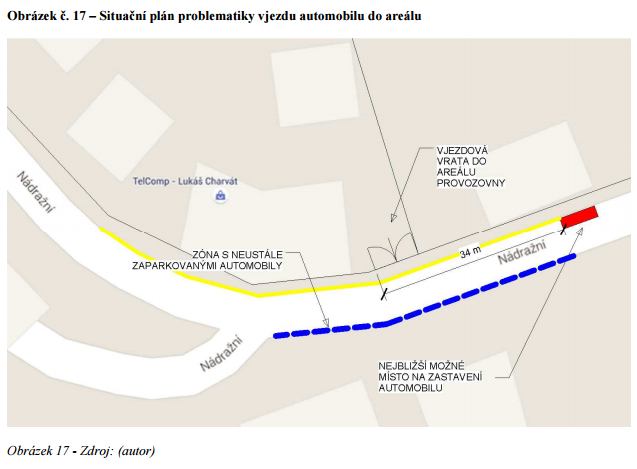 Obrázek č. 17 – Situační plán problematiky vjezdu automobilu do areálu
VJEZDOVÁ
VRATA DO
AREÁLU
PROVOZOVNY
Nádražní
TelComp - Lukáš Charvát
ZÓNA S NEUSTÁLE
ZAPARKOVANÝMI AUTOMOBILY
34 m
Nádražní
Nádražní
NEJBLIŽŠÍ MOŽNÉ
MÍSTO NA ZASTAVENÍ
AUTOMOBILU
Obrázek 17 - Zdroj: (autor)